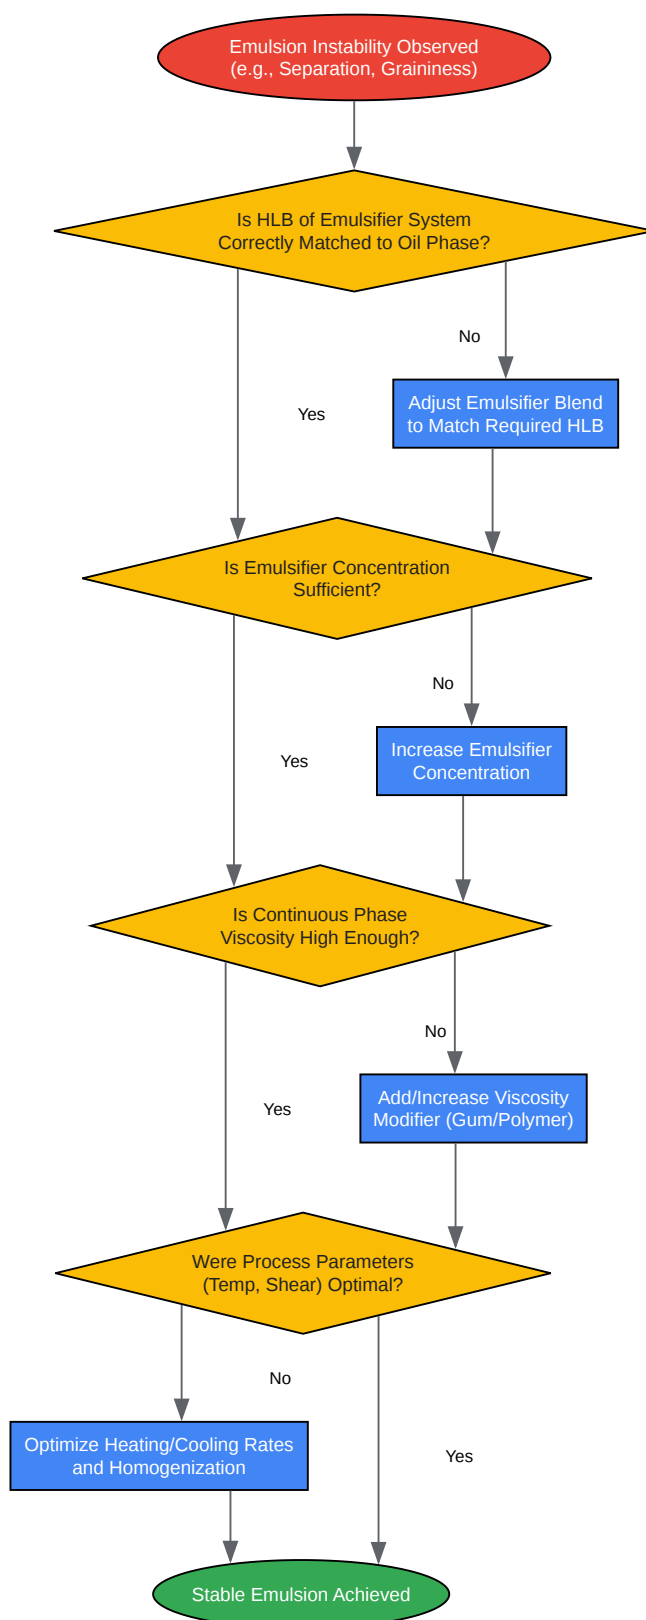 Emulsion Instability Observed
(e.g., Separation, Graininess)
Is HLB of Emulsifier System
Correctly Matched to Oil Phase?
No
Adjust Emulsifier Blend
to Match Required HLB
Yes
Is Emulsifier Concentration
Sufficient?
No
Increase Emulsifier
Concentration
Yes
Is Continuous Phase
Viscosity High Enough?
No
Add/Increase Viscosity
Modifier (Gum/Polymer)
Yes
Were Process Parameters
(Temp, Shear) Optimal?
No
Optimize Heating/Cooling Rates
and Homogenization
Yes
Stable Emulsion Achieved